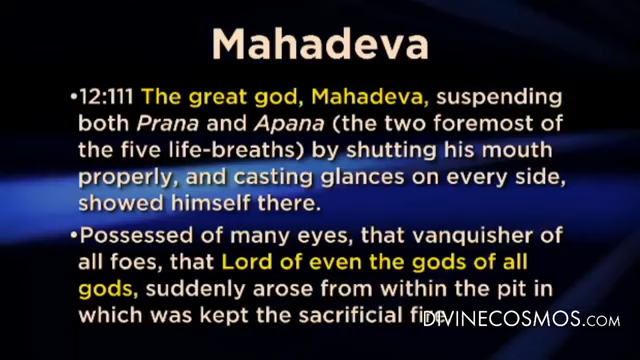 Mahadeva
•12:111 The great god, Mahadeva, suspending
both Prana and Apana (the two foremost of
the five life-breaths) by shutting his mouth
properly, and casting glances on every side,
showed himself there.
•Possessed of many eyes, that vanquisher of
all foes, that Lord of even the gods of all
gods, suddenly arose from within the pit in
which was kept the sacrificial
DIVINECOSMOS.COM